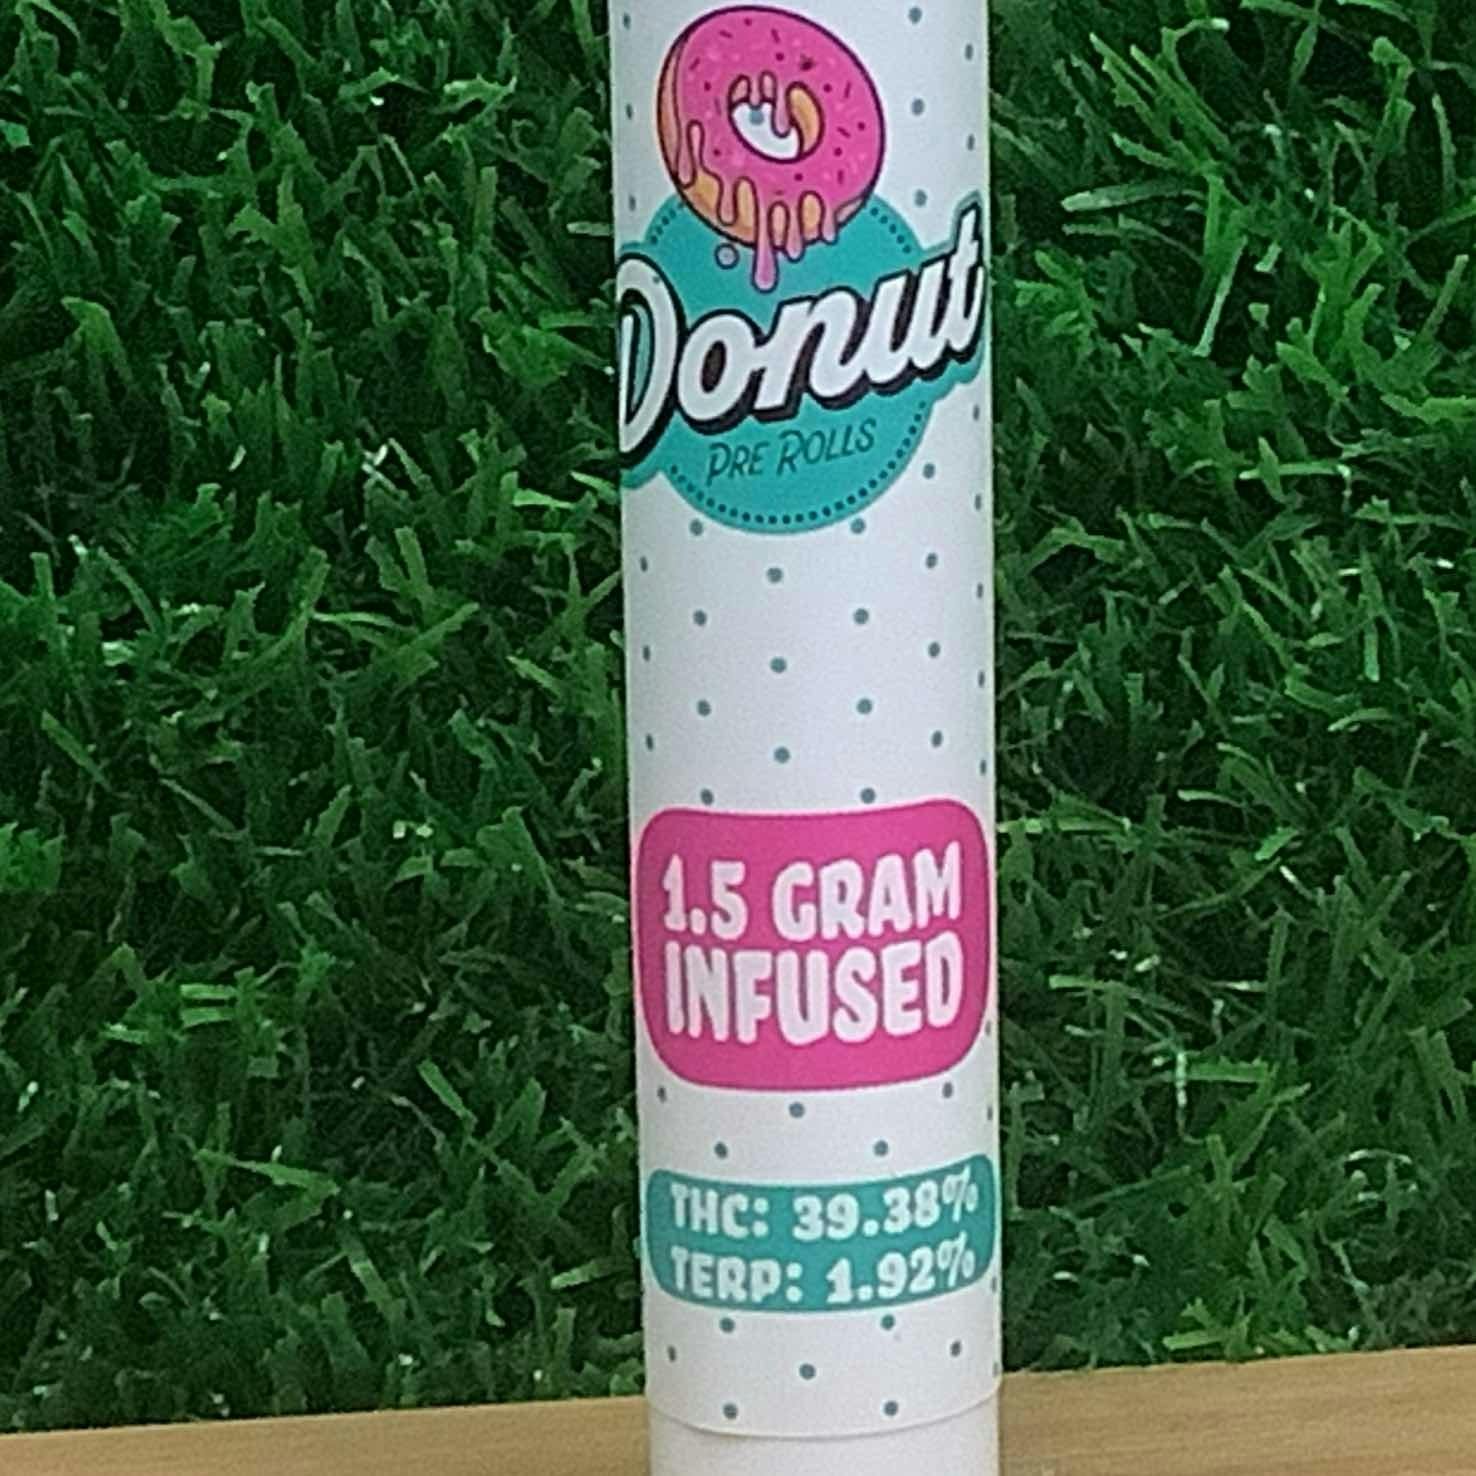 Donut
PRE ROLLS
1.5 GRAM
INFUSED
THC: 39.38%
TERP: 1.92%